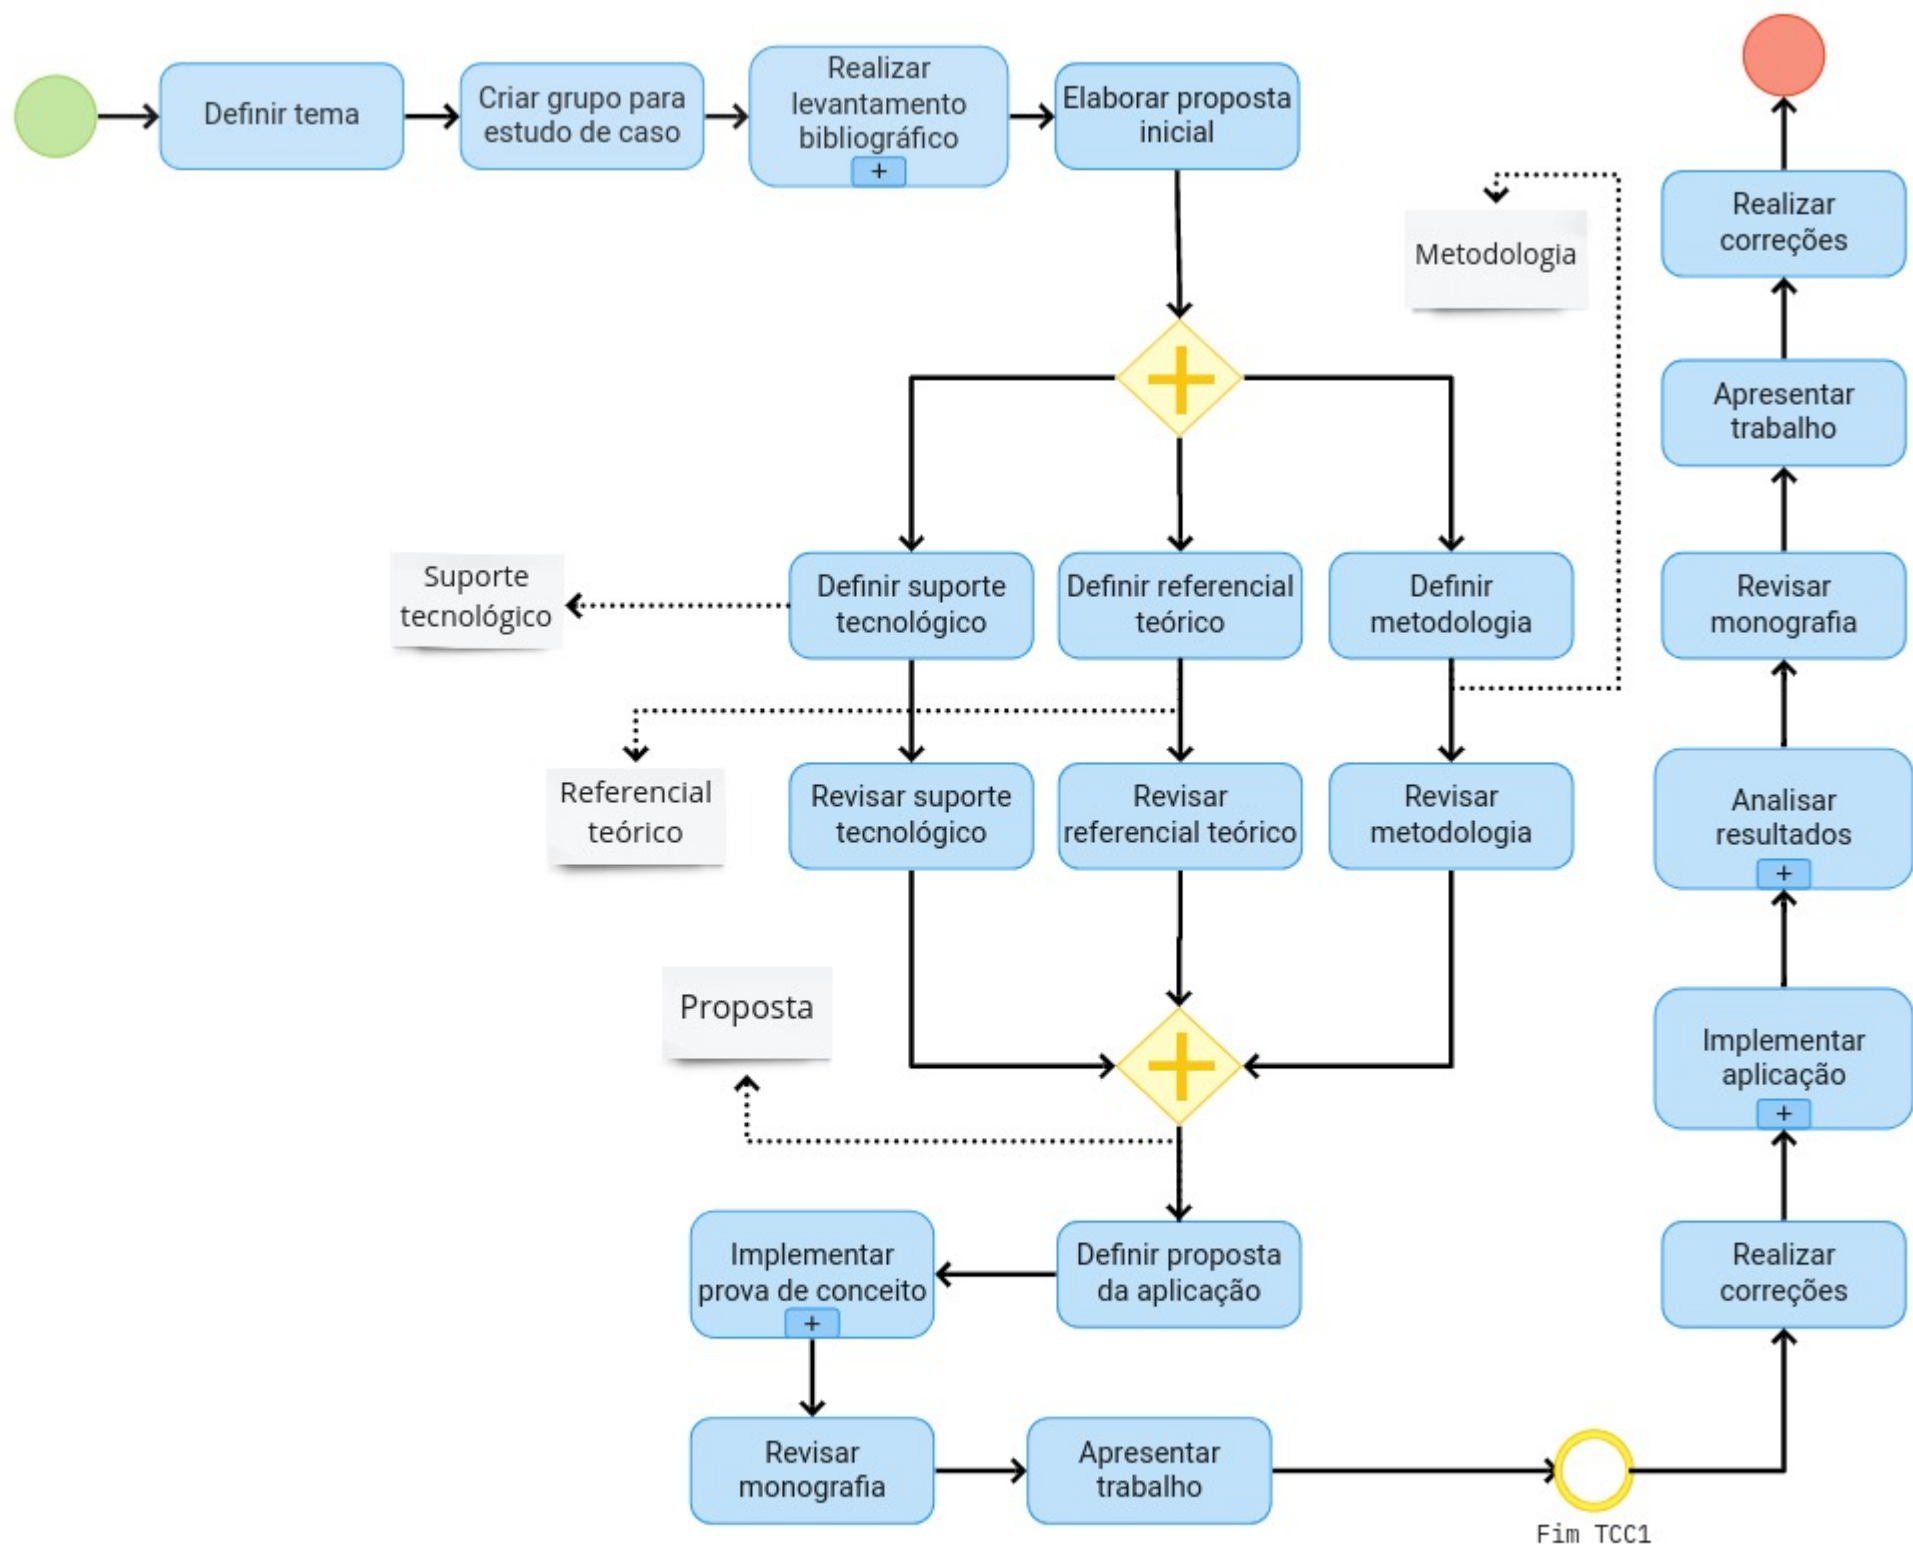 Definir tema
Criar grupo para
estudo de caso
Realizar
levantamento
bibliográfico
+
Elaborar proposta
inicial
Metodologia
Suporte
tecnológico
Definir suporte
tecnológico
Definir referencial
teórico
Definir
metodologia
Referencial
teórico
Revisar suporte
tecnológico
Revisar
referencial teórico
Revisar
metodologia
Proposta
Definir proposta
da aplicação
Implementar
prova de conceito
+
Revisar
monografia
Apresentar
trabalho
Fim TCC1
Realizar
correções
Implementar
aplicação
+
Analisar
resultados
+
Revisar
monografia
Apresentar
trabalho
Realizar
correções